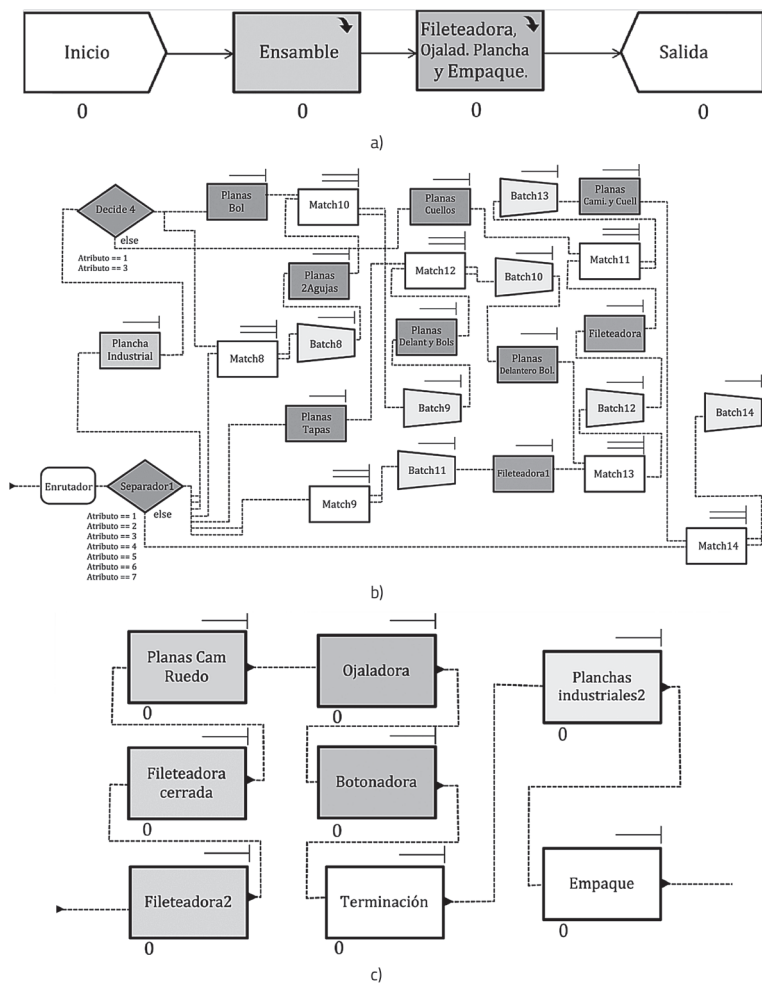 Inicio
Ensamble
Fileteadora,
Ojalad. Plancha
y Empaque.
Salida
0
0
0
0
a)
Decide 4
else
Atributo == 1
Atributo == 3
Planas
Bol
Match10
Planas
Cuellos
Batch13
Planas
Cami. y Cuell
Match11
Match12
Batch10
Planas
2Agujas
Plancha
Industrial
Match8
Batch8
Planas
Delant y Bols
Planas
Delantero Bol.
Fileteadora
Planas
Tapas
Batch9
Batch12
Batch14
Enrutador
Separador1
else
Atributo == 1
Atributo == 2
Atributo == 3
Atributo == 4
Atributo == 5
Atributo == 6
Atributo == 7
Match9
Batch11
Fileteadora1
Match13
Match14
b)
Planas Cam
Ruedo
0
Ojaladora
0
Planchas
industriales2
0
Fileteadora
cerrada
0
Botonadora
0
Fileteadora2
0
Terminación
0
Empaque
0
c)